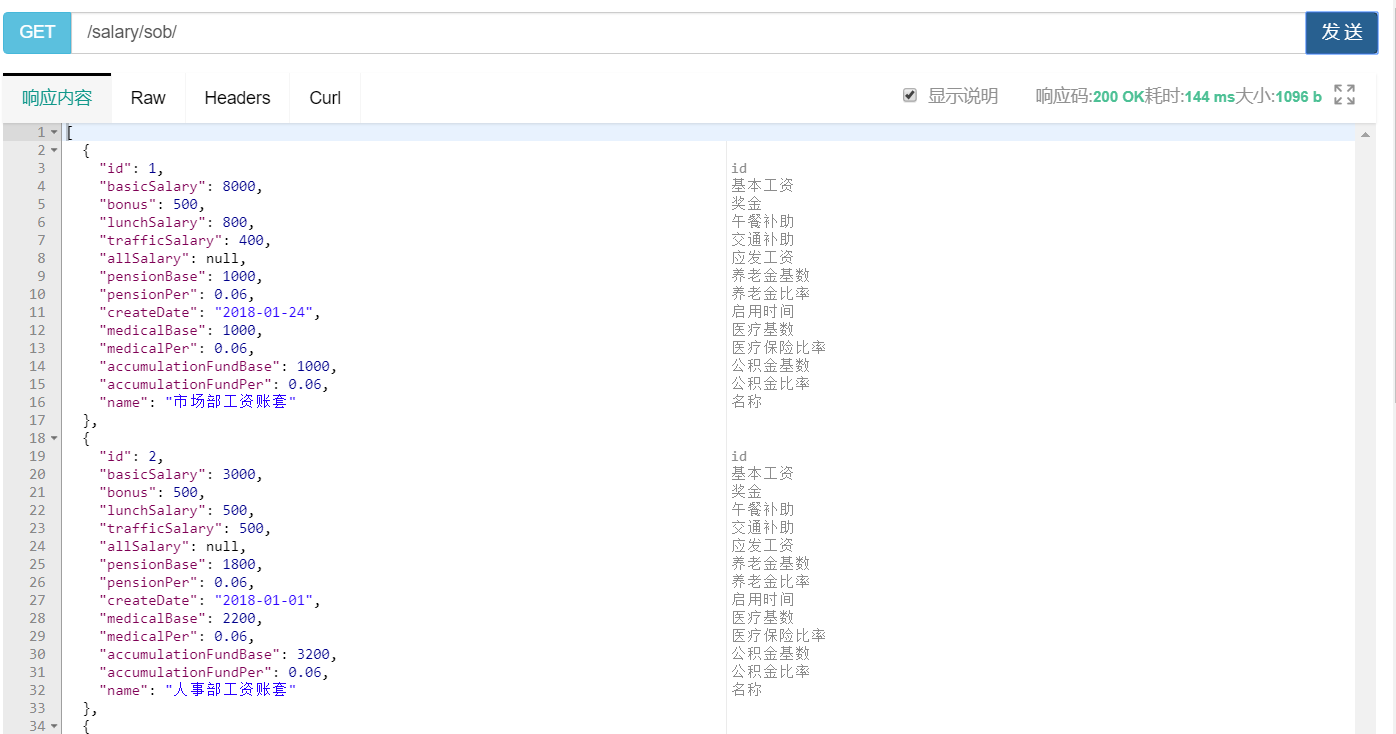 GET /salary/sob/ 发 送
响应内容 Raw Headers Curl 显示说明 响应码:200 OK耗时:144 ms大小:1096 b
1 [
2 {
3 "id": 1, id
4 "basicSalary": 8000, 基本工资
5 "bonus": 500, 奖金
6 "lunchSalary": 800, 午餐补助
7 "trafficSalary": 400, 交通补助
8 "allSalary": null, 应发工资
9 "pensionBase": 1000, 养老金基数
10 "pensionPer": 0.06, 养老金比率
11 "createDate": "2018-01-24", 启用时间
12 "medicalBase": 1000, 医疗基数
13 "medicalPer": 0.06, 医疗保险比率
14 "accumulationFundBase": 1000, 公积金基数
15 "accumulationFundPer": 0.06, 公积金比率
16 "name": "市场部工资账套" 名称
17 },
18 {
19 "id": 2, id
20 "basicSalary": 3000, 基本工资
21 "bonus": 500, 奖金
22 "lunchSalary": 500, 午餐补助
23 "trafficSalary": 500, 交通补助
24 "allSalary": null, 应发工资
25 "pensionBase": 1800, 养老金基数
26 "pensionPer": 0.06, 养老金比率
27 "createDate": "2018-01-01", 启用时间
28 "medicalBase": 2200, 医疗基数
29 "medicalPer": 0.06, 医疗保险比率
30 "accumulationFundBase": 3200, 公积金基数
31 "accumulationFundPer": 0.06, 公积金比率
32 "name": "人事部工资账套" 名称
33 },
34 {